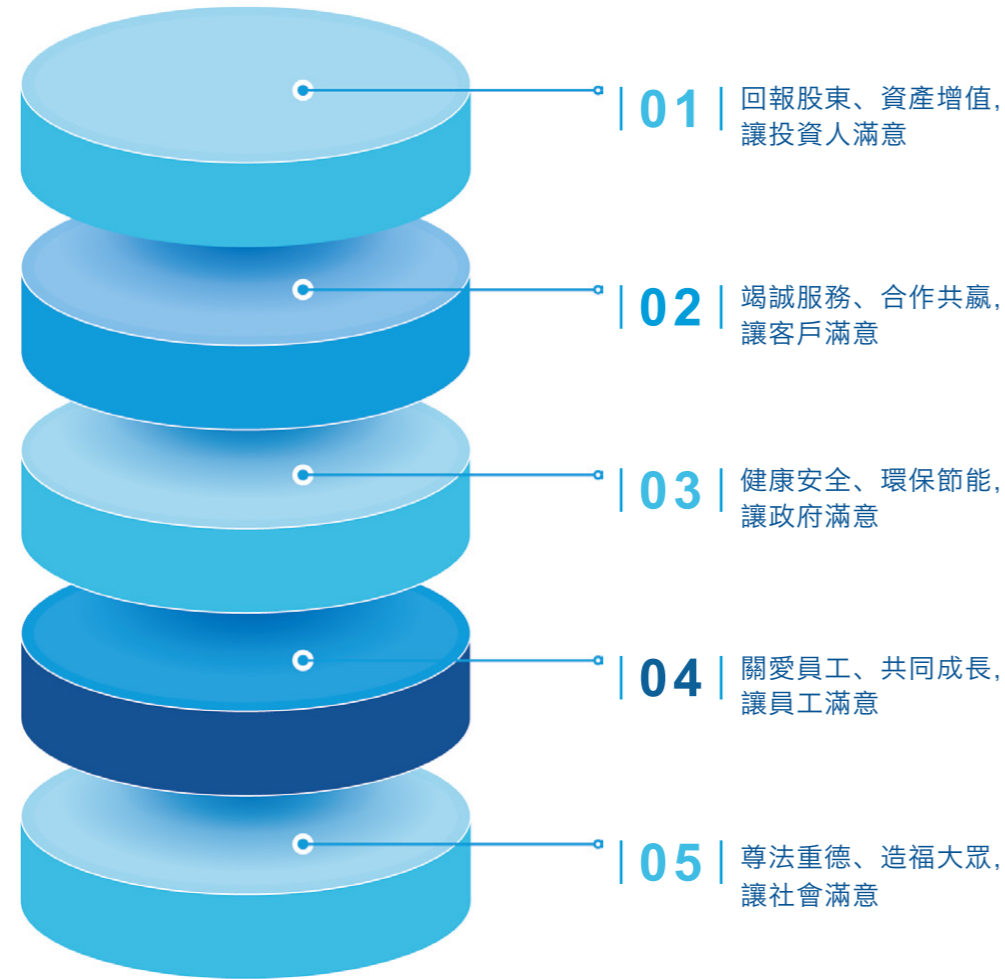 01
回報股東、資產增值,
讓投資人滿意
02
竭誠服務、合作共嬴,
讓客戶滿意
03
健康安全、環保節能,
讓政府滿意
04
關愛員工、共同成長,
讓員工滿意
05
尊法重德、造福大眾,
讓社會滿意